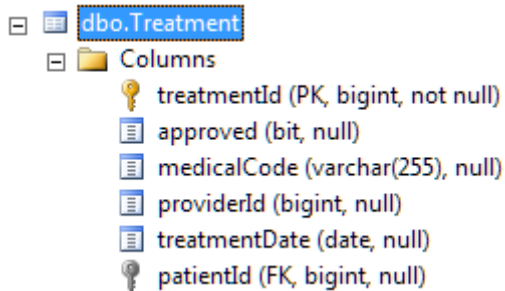 dbo.Treatment
Columns
treatmentId (PK, bigint, not null)
approved (bit, null)
medicalCode (varchar(255), null)
providerId (bigint, null)
treatmentDate (date, null)
patientId (FK, bigint, null)